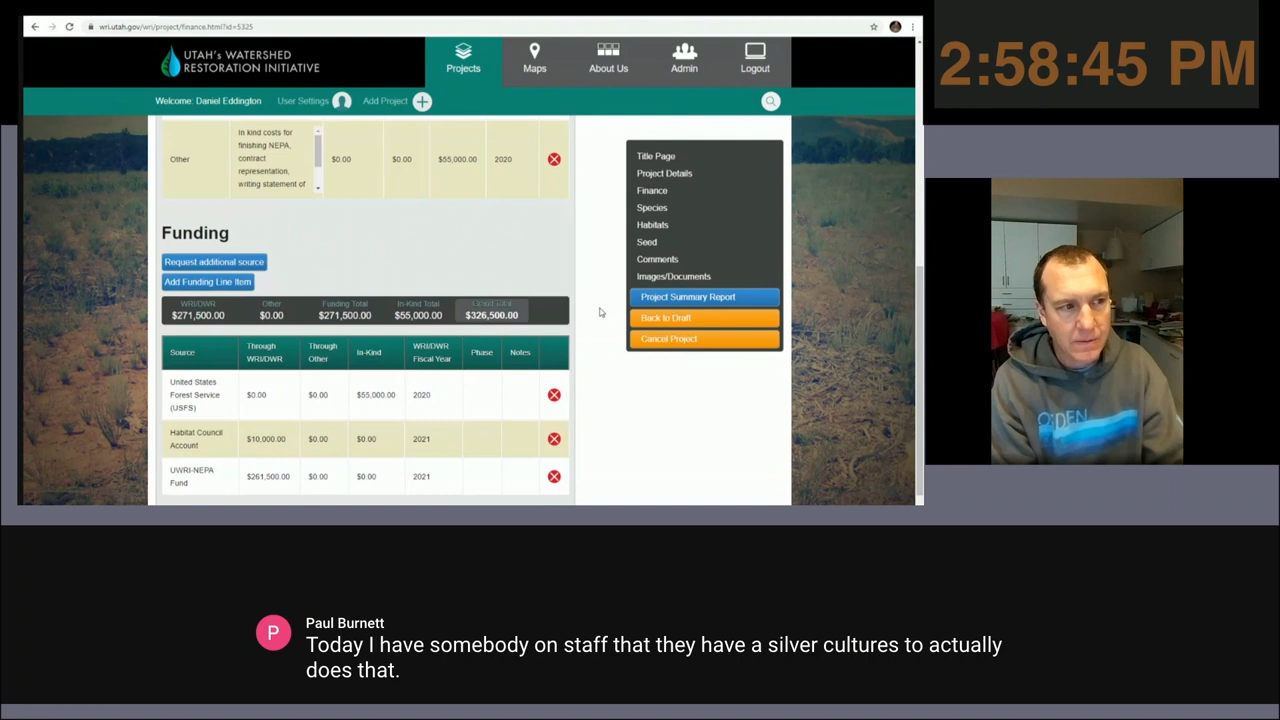 wri.utah.gov/wri/project/finance.html?id=5325
2:58:45 PM
UTAH's WATERSHED
RESTORATION INITIATIVE
Projects
Maps
About Us
Admin
Logout
Welcome: Daniel Eddington
User Settings
Add Project
Other
In kind costs for
finishing NEPA,
contract
representation,
writing statement of
$0.00
$0.00
$55,000.00
2020
Title Page
Project Details
Finance
Species
Habitats
Seed
Comments
Images/Documents
Project Summary Report
Back to Draft
Cancel Project
Funding
Request additional source
Add Funding Line Item
WRI/DWR Other Funding Total In-Kind Total Grand Total
$271,500.00 $0.00 $271,500.00 $55,000.00 $326,500.00
Source
Through
WRI/DWR
Through
Other
In-Kind
WRI/DWR
Fiscal Year
Phase
Notes
United States
Forest Service
(USFS)
$0.00
$0.00
$55,000.00
2020
Habitat Council
Account
$10,000.00
$0.00
$0.00
2021
UWRI-NEPA
Fund
$261,500.00
$0.00
$0.00
2021
P
Paul Burnett
Today I have somebody on staff that they have a silver cultures to actually
does that.